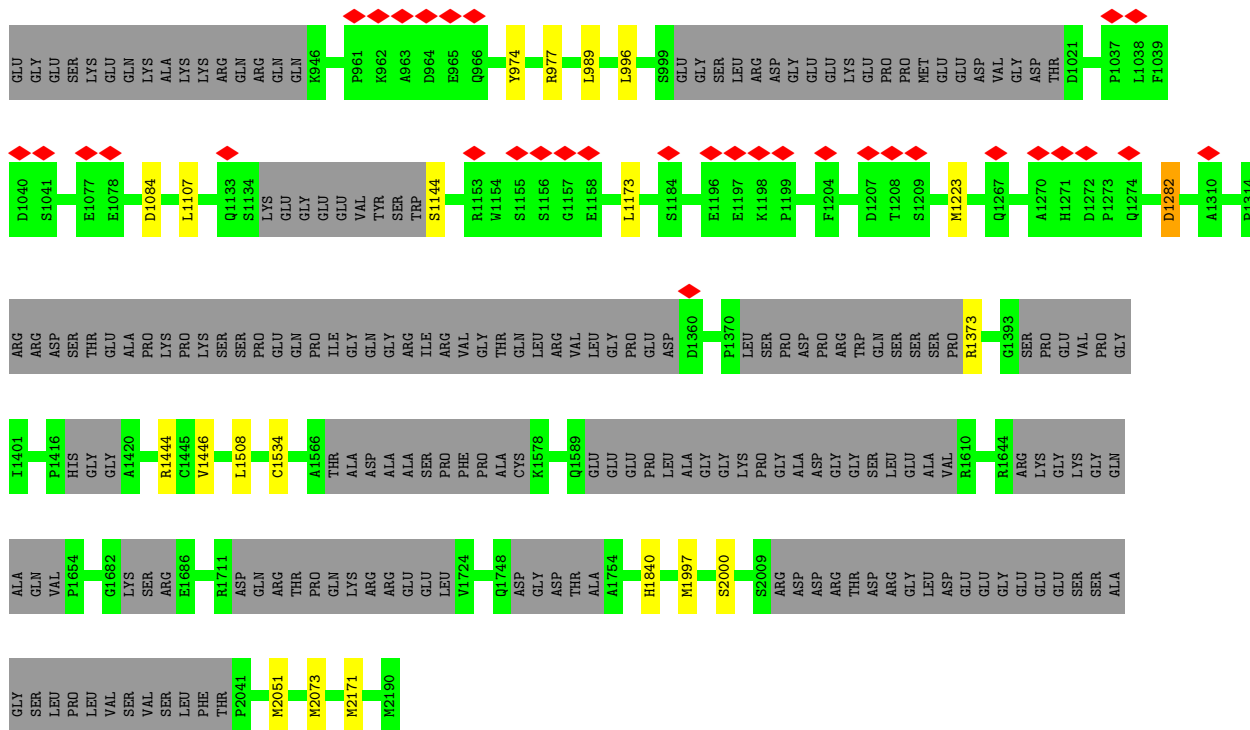 GLU GLY GLU SER LYS GLU GLN LYS ALA LYS LYS ARG GLN ARG GLN GLN K946 P961 K962 A963 D964 E965 Q966 Y974 R977 L989 L996 S999 GLU GLY SER LEU ARG ASP GLY GLU GLU LYS GLU PRO PRO MET GLU GLU ASP VAL GLY ASP THR D1021 P1037 L1038 F1039
D1040 S1041 E1077 E1078 D1084 L1107 Q1133 S1134 LYS GLU GLY GLU GLU VAL TYR SER TRP S1144 R1153 W1154 S1155 S1156 G1157 E1158 L1173 S1184 E1196 E1197 K1198 P1199 F1204 D1207 T1208 S1209 M1223 Q1267 A1270 H1271 D1272 P1273 Q1274 D1282 A1310
ARG ARG ASP SER THR GLU ALA PRO LYS PRO LYS SER SER PRO GLU GLN PRO ILE GLY GLN GLY ARG ILE ARG VAL GLY THR GLN LEU ARG VAL LEU GLY PRO GLU ASP D1360 P1370 LEU SER PRO ASP PRO ARG TRP GLN SER SER SER PRO R1373 G1393 SER PRO GLU VAL PRO GLY
I1401 P1416 HIS GLY GLY A1420 R1444 C1445 V1446 L1508 C1534 A1566 THR ALA ASP ALA ALA SER PRO PHE PRO ALA CYS K1578 Q1589 GLU GLU GLU PRO LEU ALA GLY GLY LYS PRO GLY ALA ASP GLY GLY SER LEU GLU ALA VAL R1610 R1644 ARG LYS GLY LYS GLY GLN
ALA GLN VAL P1654 G1682 LYS SER ARG E1686 R1711 ASP GLN ARG THR PRO GLN LYS ARG ARG GLU GLU LEU V1724 Q1748 ASP GLY ASP THR ALA A1754 H1840 M1997 S2000 S2009 ARG ASP ASP ARG THR ASP ARG GLY LEU ASP GLU GLU GLY GLU GLU GLU SER SER ALA
GLY SER LEU PRO LEU VAL SER VAL SER LEU PHE THR P2041 M2051 M2073 M2171 M2190